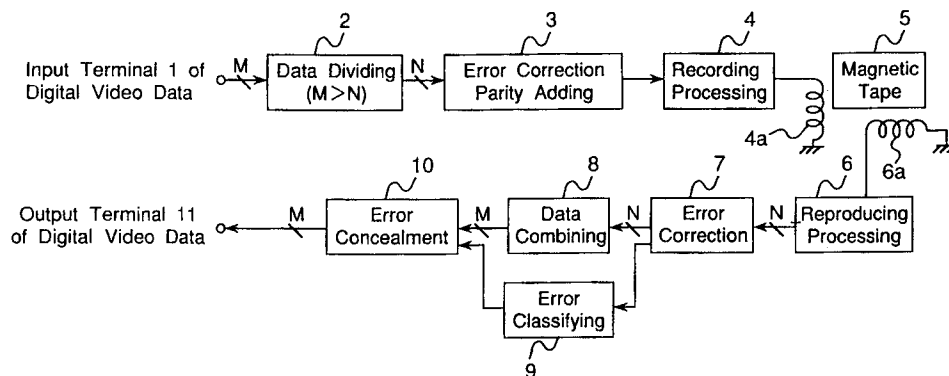 2
3
4
5
Input Terminal 1 of
Digital Video Data
M
Data Dividing
(M>N)
N
Error Correction
Parity Adding
Recording
Processing
4a
Magnetic
Tape
6a
10
8
7
6
Output Terminal 11
of Digital Video Data
M
Error
Concealment
M
Data
Combining
N
Error
Correction
N
Reproducing
Processing
Error
Classifying
9